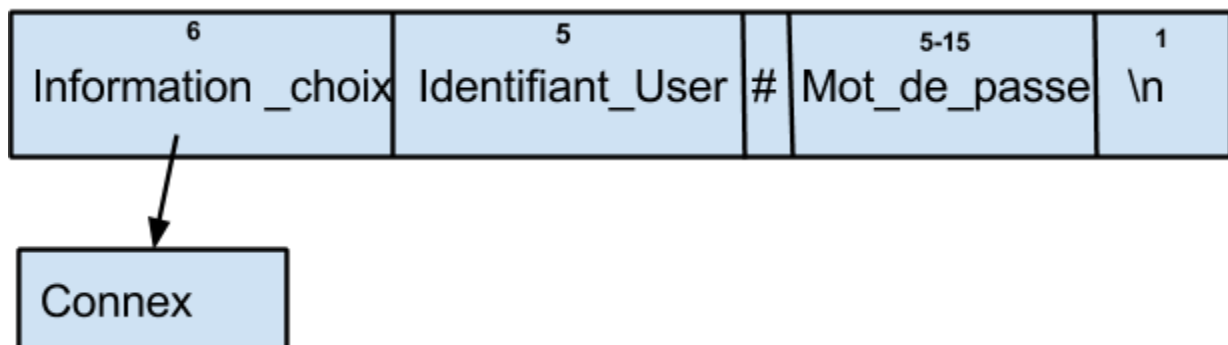 6 5 5-15 1
Information _choix Identifiant_User # Mot_de_passe \n
Connex